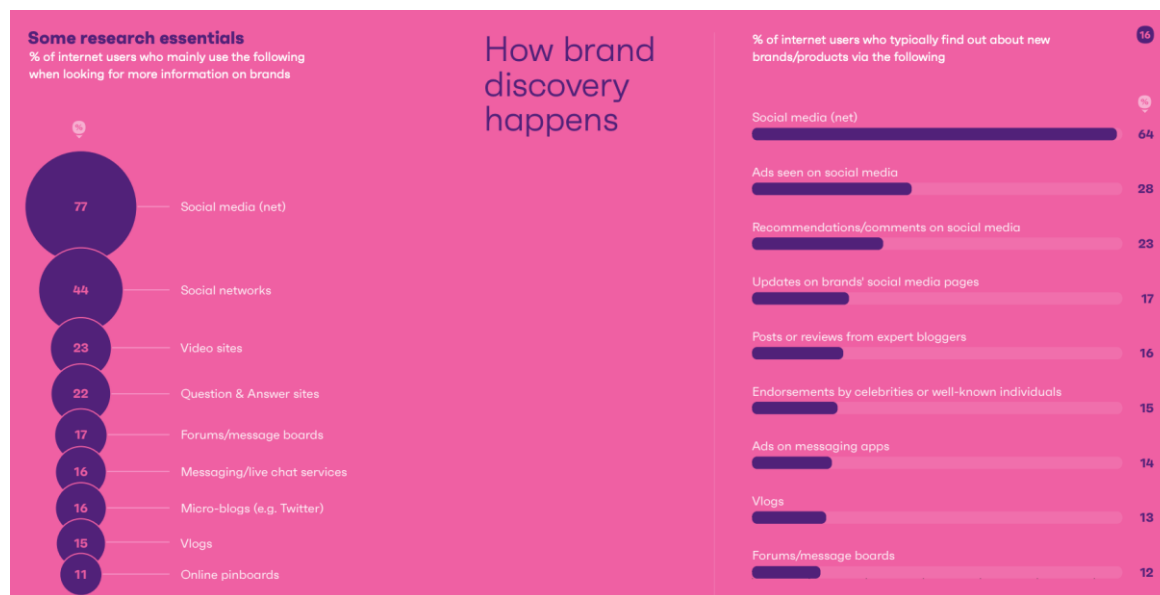 Some research essentials
% of internet users who mainly use the following
when looking for more information on brands
%
77 Social media (net)
44 Social networks
23 Video sites
22 Question & Answer sites
17 Forums/message boards
16 Messaging/live chat services
16 Micro-blogs (e.g. Twitter)
15 Vlogs
11 Online pinboards
How brand
discovery
happens
% of internet users who typically find out about new
brands/products via the following
16
%
Social media (net)
64
Ads seen on social media
28
Recommendations/comments on social media
23
Updates on brands' social media pages
17
Posts or reviews from expert bloggers
16
Endorsements by celebrities or well-known individuals
15
Ads on messaging apps
14
Vlogs
13
Forums/message boards
12